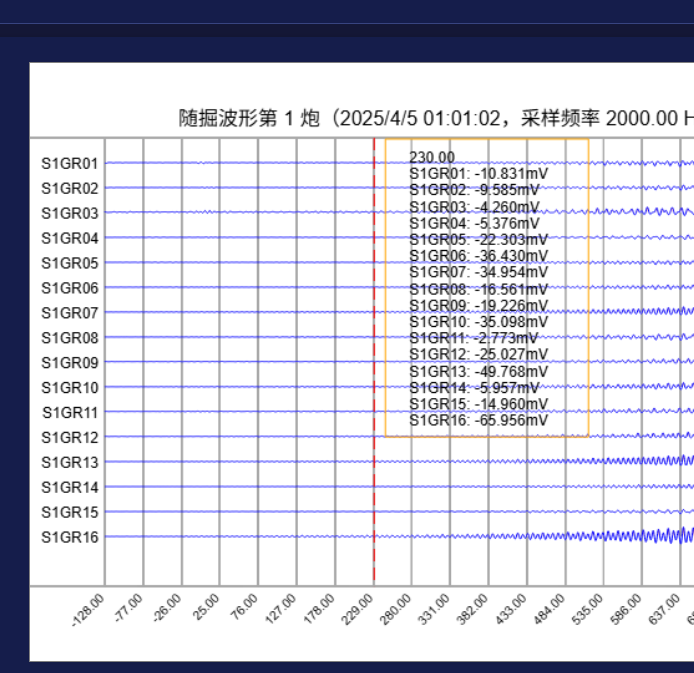 随掘波形第 1 炮（2025/4/5 01:01:02，采样频率 2000.00 H
S1GR01
S1GR02
S1GR03
S1GR04
S1GR05
S1GR06
S1GR07
S1GR08
S1GR09
S1GR10
S1GR11
S1GR12
S1GR13
S1GR14
S1GR15
S1GR16
230.00
S1GR01: -10.831mV
S1GR02: -9.585mV
S1GR03: -4.260mV
S1GR04: -5.376mV
S1GR05: -22.303mV
S1GR06: -36.430mV
S1GR07: -34.954mV
S1GR08: -16.561mV
S1GR09: -19.226mV
S1GR10: -35.098mV
S1GR11: -2.773mV
S1GR12: -25.027mV
S1GR13: -49.768mV
S1GR14: -5.957mV
S1GR15: -14.960mV
S1GR16: -65.956mV
-128.00
-77.00
-26.00
25.00
76.00
127.00
178.00
229.00
280.00
331.00
382.00
433.00
484.00
535.00
586.00
637.00